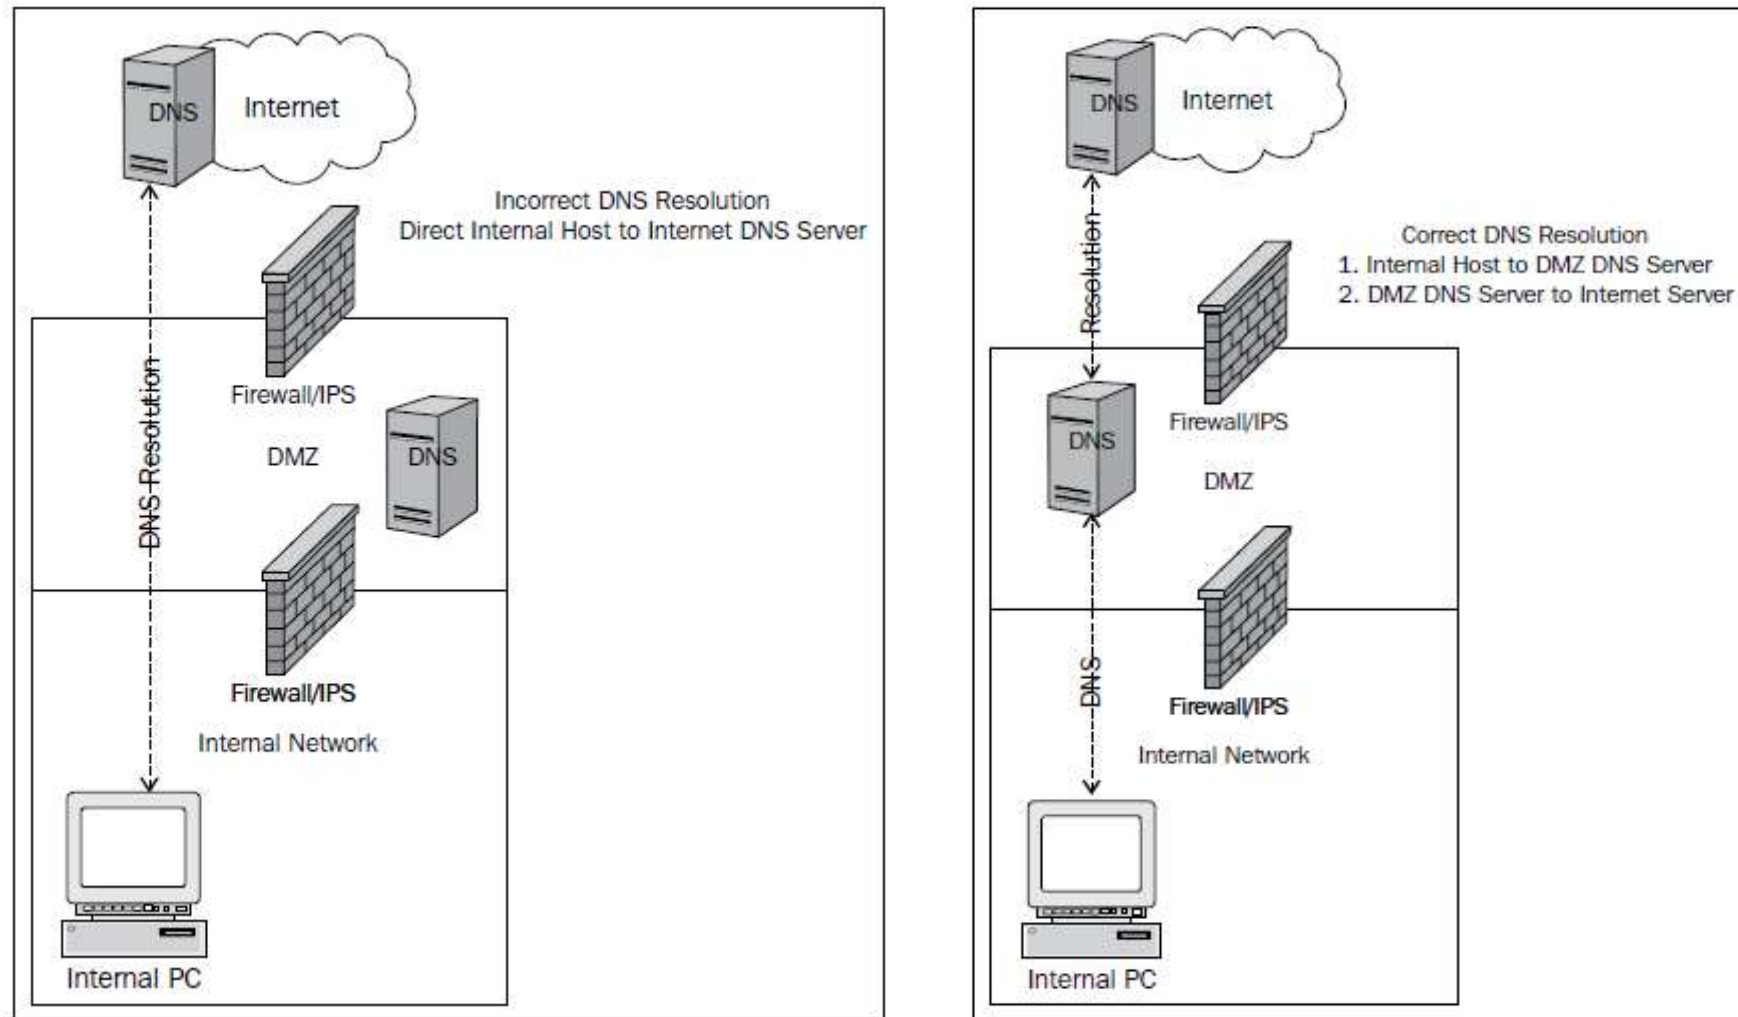 DNS
Internet
Incorrect DNS Resolution
Direct Internal Host to Internet DNS Server
DNS Resolution
Firewall/IPS
DMZ
DNS
Firewall/IPS
Internal Network
Internal PC
DNS
Internet
Resolution
Correct DNS Resolution
1. Internal Host to DMZ DNS Server
2. DMZ DNS Server to Internet Server
Firewall/IPS
DNS
DMZ
DNS
Firewall/IPS
Internal Network
Internal PC